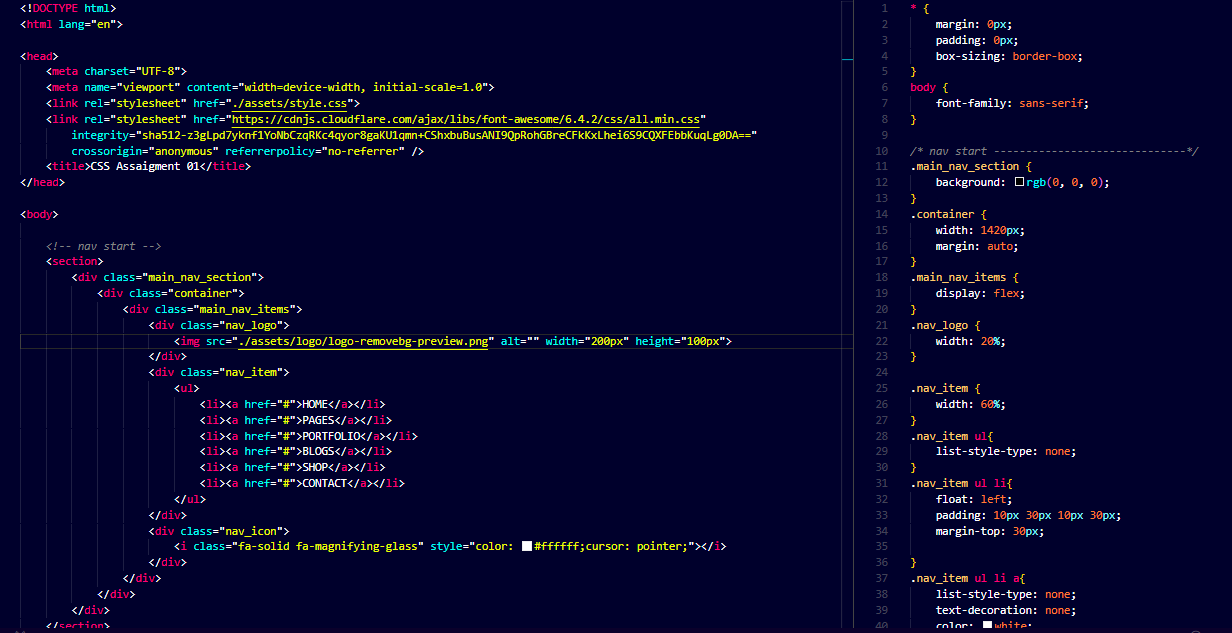 <!DOCTYPE html>
<html lang="en">
<head>
<meta charset="UTF-8">
<meta name="viewport" content="width=device-width, initial-scale=1.0">
<link rel="stylesheet" href="./assets/style.css">
<link rel="stylesheet" href="https://cdnjs.cloudflare.com/ajax/libs/font-awesome/6.4.2/css/all.min.css"
integrity="sha512-z3gLpd7yknf1YoNbCzqRKc4qyor8gaKU1qmn+CShxbuBusANI9QpRohGBreCFkKxLhei6S9CQXFEbbKuqLg0DA=="
crossorigin="anonymous" referrerpolicy="no-referrer" />
<title>CSS Assaigment 01</title>
</head>
<body>
<!-- nav start -->
<section>
<div class="main_nav_section">
<div class="container">
<div class="main_nav_items">
<div class="nav_logo">
<img src="./assets/logo/logo-removebg-preview.png" alt="" width="200px" height="100px">
</div>
<div class="nav_item">
<ul>
<li><a href="#">HOME</a></li>
<li><a href="#">PAGES</a></li>
<li><a href="#">PORTFOLIO</a></li>
<li><a href="#">BLOGS</a></li>
<li><a href="#">SHOP</a></li>
<li><a href="#">CONTACT</a></li>
</ul>
</div>
<div class="nav_icon">
<i class="fa-solid fa-magnifying-glass" style="color: #ffffff;cursor: pointer;"></i>
</div>
</div>
</div>
</div>
</section>
1 * {
2 margin: 0px;
3 padding: 0px;
4 box-sizing: border-box;
5 }
6 body {
7 font-family: sans-serif;
8 }
9
10 /* nav start ------------------------------*/
11 .main_nav_section {
12 background: rgb(0, 0, 0);
13 }
14 .container {
15 width: 1420px;
16 margin: auto;
17 }
18 .main_nav_items {
19 display: flex;
20 }
21 .nav_logo {
22 width: 20%;
23 }
24
25 .nav_item {
26 width: 60%;
27 }
28 .nav_item ul{
29 list-style-type: none;
30 }
31 .nav_item ul li{
32 float: left;
33 padding: 10px 30px 10px 30px;
34 margin-top: 30px;
35
36 }
37 .nav_item ul li a{
38 list-style-type: none;
39 text-decoration: none;
40 color: white;